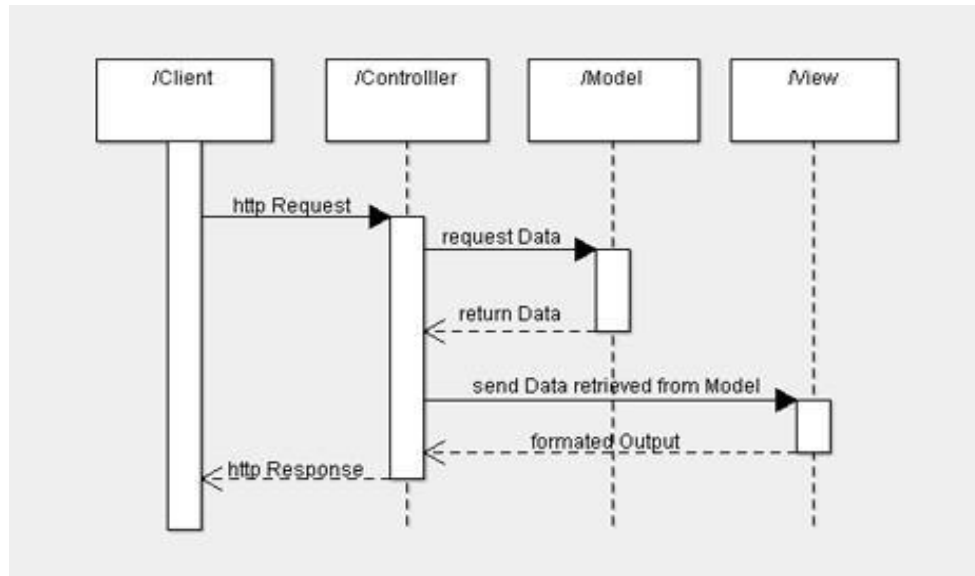 /Client
/Controlller
/Model
/View
http Request
request Data
return Data
send Data retrieved from Model
formated Output
http Response